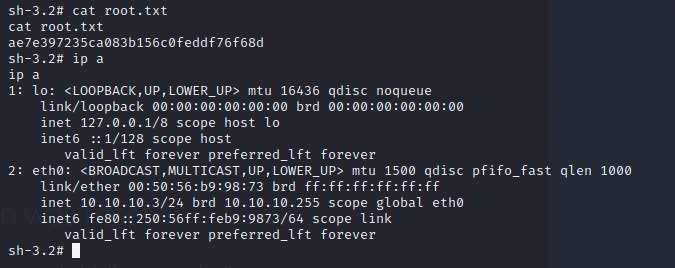 sh-3.2# cat root.txt
cat root.txt
ae7e397235ca083b156c0feddf76f68d
sh-3.2# ip a
ip a
1: lo: <LOOPBACK,UP,LOWER_UP> mtu 16436 qdisc noqueue
    link/loopback 00:00:00:00:00:00 brd 00:00:00:00:00:00
    inet 127.0.0.1/8 scope host lo
    inet6 ::1/128 scope host
       valid_lft forever preferred_lft forever
2: eth0: <BROADCAST,MULTICAST,UP,LOWER_UP> mtu 1500 qdisc pfifo_fast qlen 1000
    link/ether 00:50:56:b9:98:73 brd ff:ff:ff:ff:ff:ff
    inet 10.10.10.3/24 brd 10.10.10.255 scope global eth0
    inet6 fe80::250:56ff:feb9:9873/64 scope link
       valid_lft forever preferred_lft forever
sh-3.2#